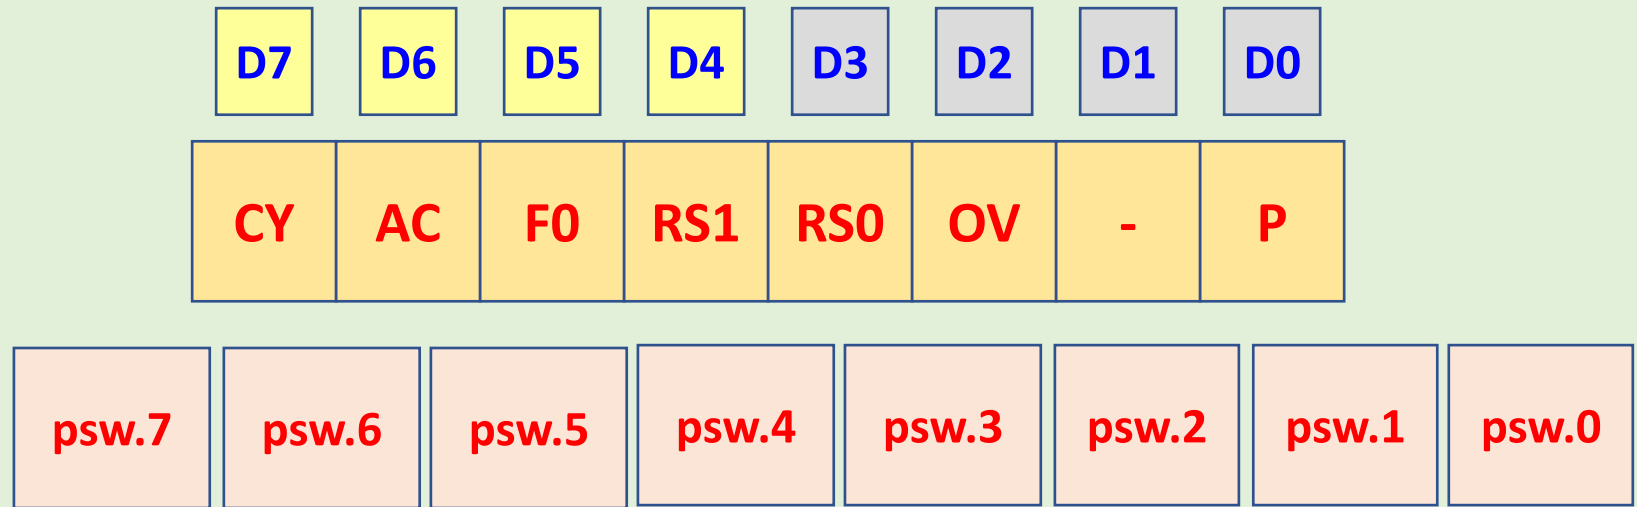 D7 D6 D5 D4 D3 D2 D1 D0
CY AC F0 RS1 RS0 OV - P
psw.7 psw.6 psw.5 psw.4 psw.3 psw.2 psw.1 psw.0